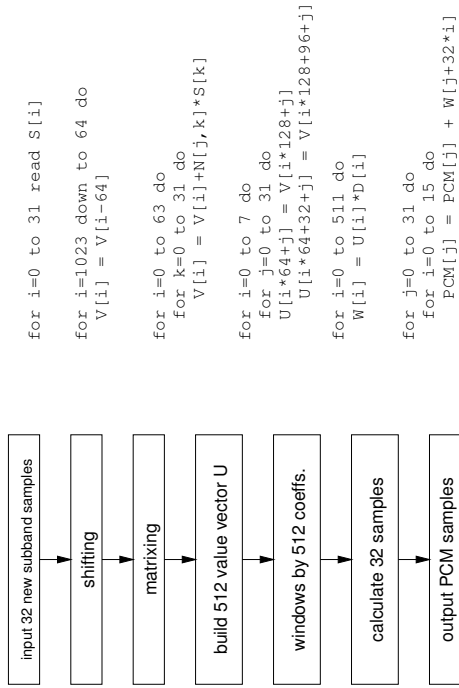 input 32 new subband samples
shifting
matrixing
build 512 value vector U
windows by 512 coeffs.
calculate 32 samples
output PCM samples
for i=0 to 31 read S[i]
for i=1023 down to 64 do
V[i] = V[i-64]
for i=0 to 63 do
for k=0 to 31 do
V[i] = V[i]+N[j,k]*S[k]
for i=0 to 7 do
for j=0 to 31 do
U[i*64+j] = V[i*128+j]
U[i*64+32+j] = V[i*128+96+j]
for i=0 to 511 do
W[i] = U[i]*D[i]
for j=0 to 31 do
for i=0 to 15 do
PCM[j] = PCM[j] + W[j+32*i]